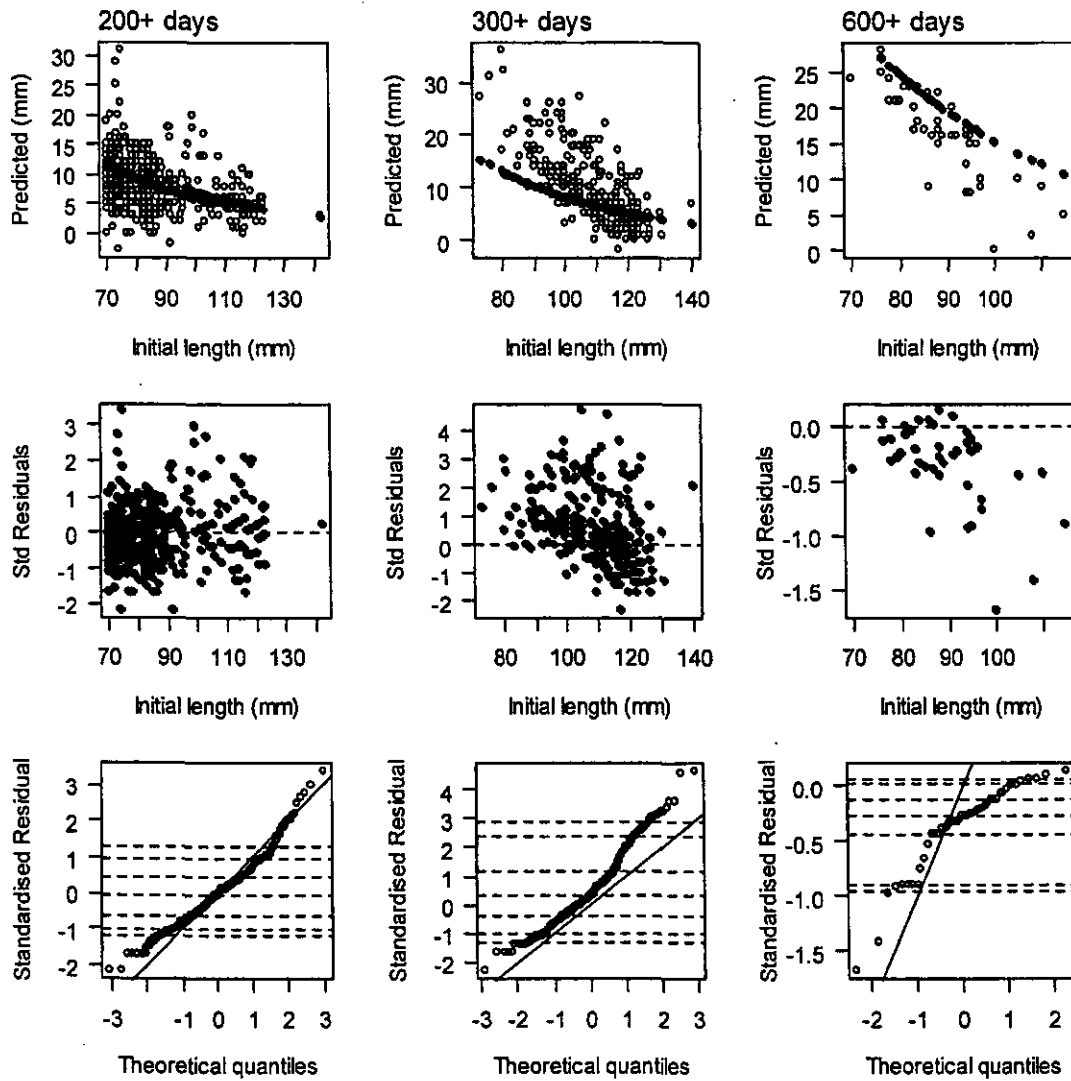 200+ days
300+ days
600+ days
Predicted (mm)
30
25
20
15
10
5
0
70 90 110 130
Initial length (mm)
Predicted (mm)
30
20
10
0
80 100 120 140
Initial length (mm)
Predicted (mm)
25
20
15
10
5
0
70 80 90 100
Initial length (mm)
Std Residuals
3
2
1
0
-1
-2
70 90 110 130
Initial length (mm)
Std Residuals
4
3
2
1
0
-1
-2
80 100 120 140
Initial length (mm)
Std Residuals
0.0
-0.5
-1.0
-1.5
70 80 90 100
Initial length (mm)
Standardised Residual
3
2
1
0
-1
-2
-3 -2 -1 0 1 2 3
Theoretical quantiles
Standardised Residual
4
3
2
1
0
-1
-2
-3 -2 -1 0 1 2 3
Theoretical quantiles
Standardised Residual
0.0
-0.5
-1.0
-1.5
-2 -1 0 1 2
Theoretical quantiles